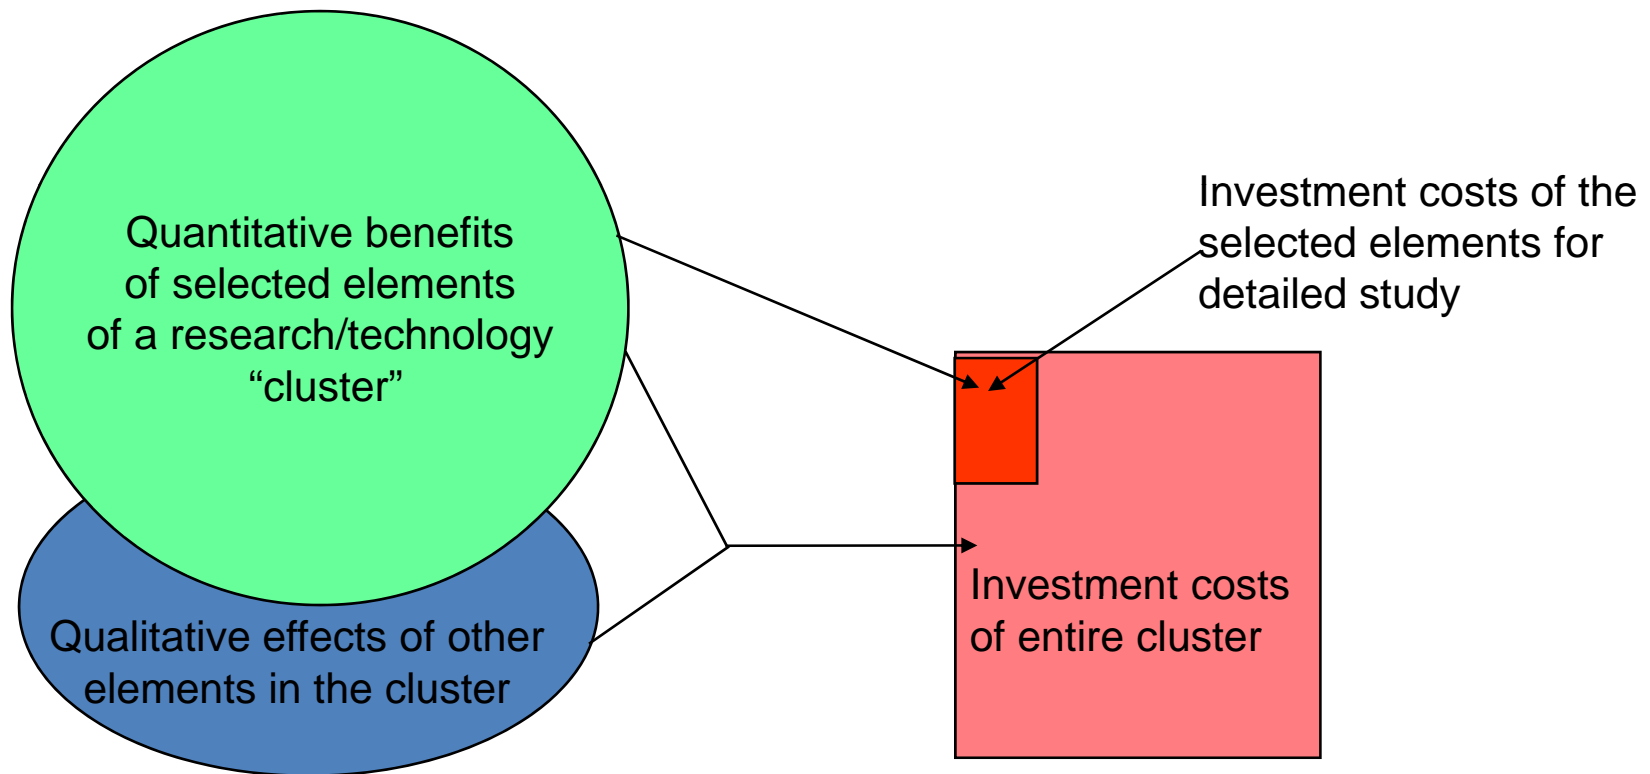 Quantitative benefits
of selected elements
of a research/technology
“cluster”
Qualitative effects of other
elements in the cluster
Investment costs of the
selected elements for
detailed study
Investment costs
of entire cluster